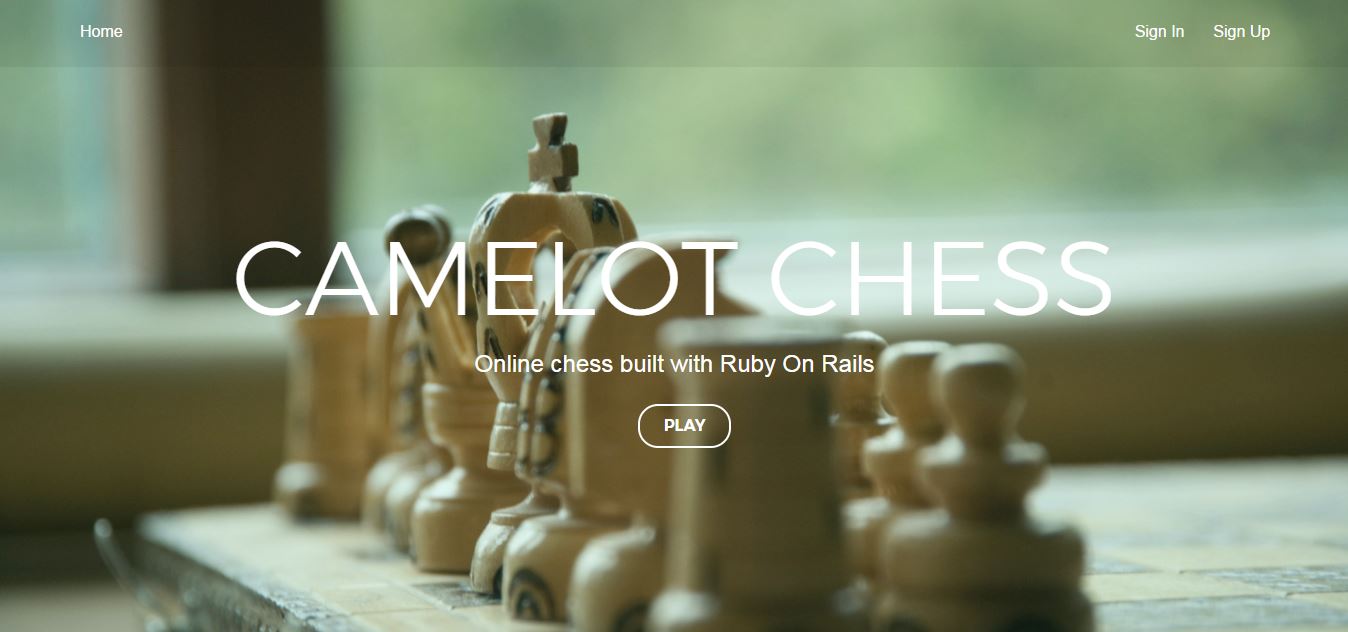 Home
Sign In
Sign Up
CAMELOT CHESS
Online chess built with Ruby On Rails
PLAY